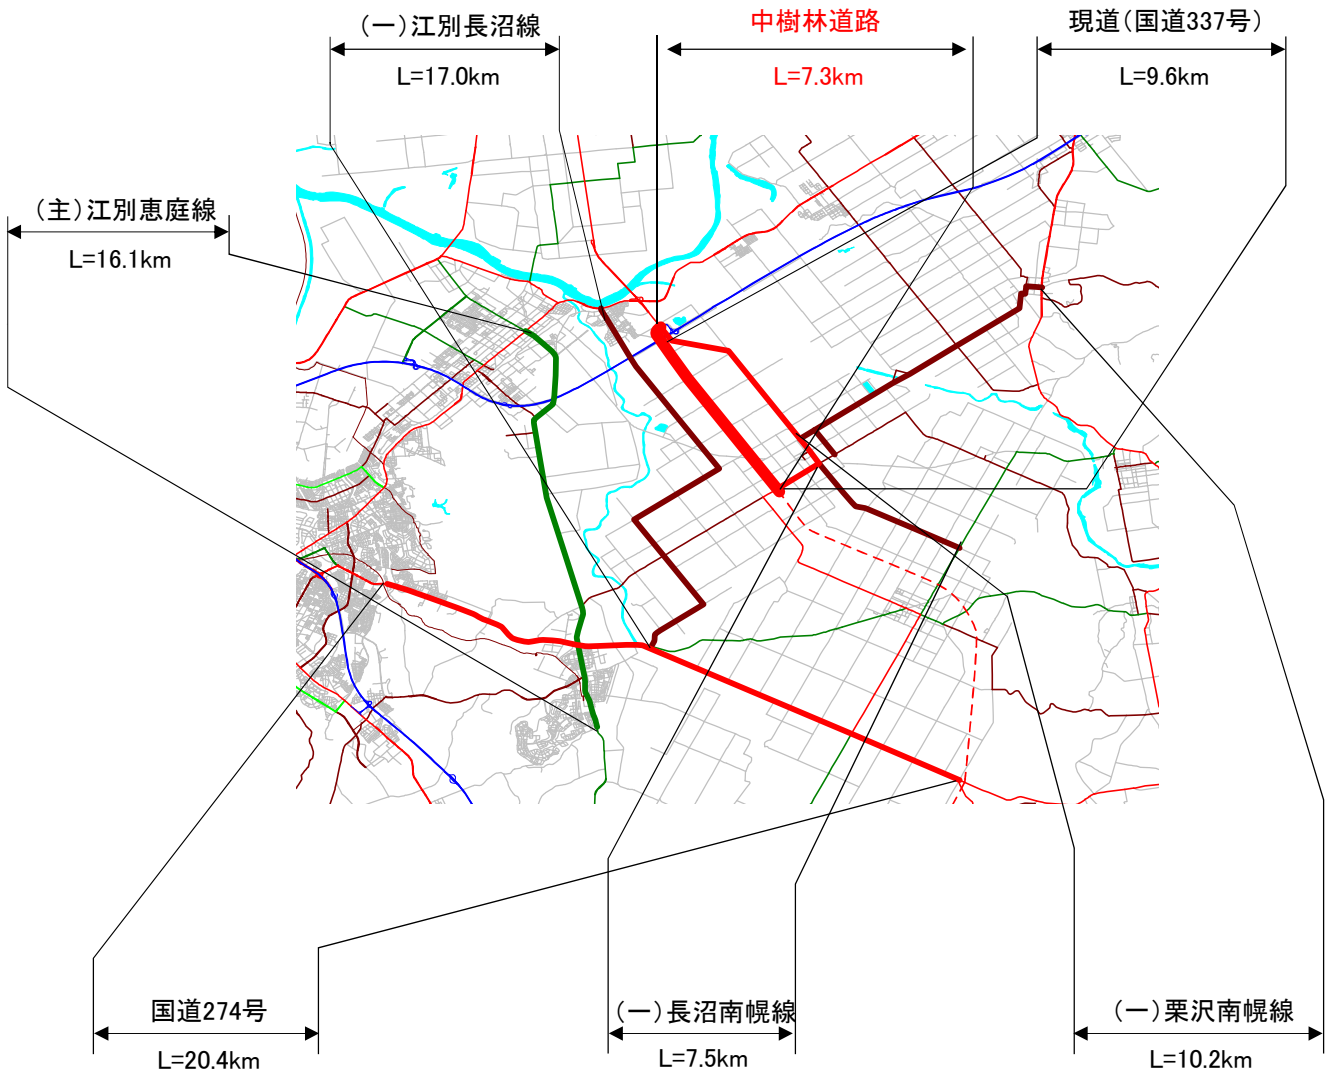 (一)江別長沼線
L=17.0km
中樹林道路
L=7.3km
現道(国道337号)
L=9.6km
(主)江別恵庭線
L=16.1km
国道274号
L=20.4km
(一)長沼南幌線
L=7.5km
(一)栗沢南幌線
L=10.2km